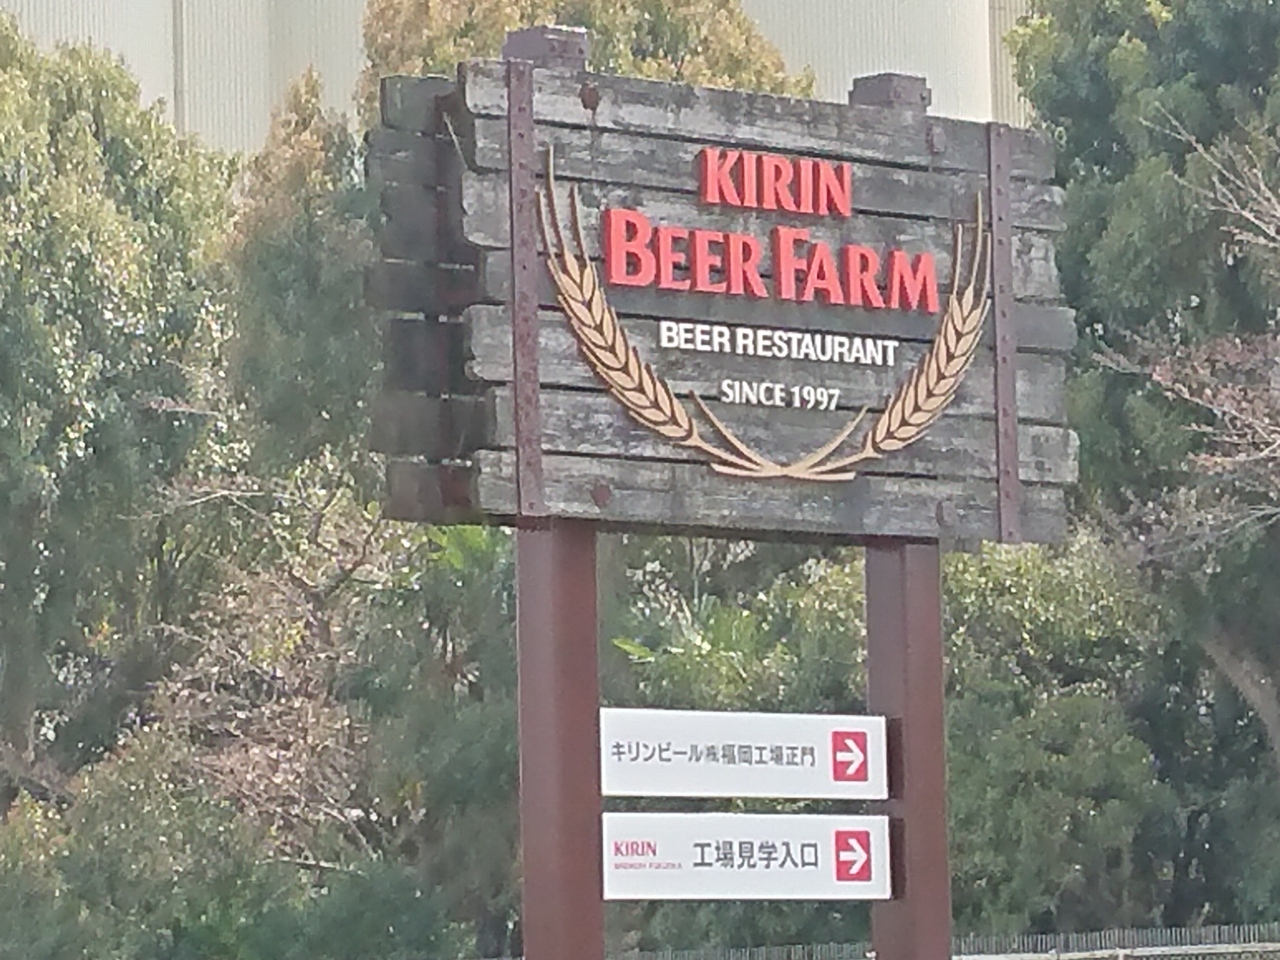 KIRIN
BEER FARM
BEER RESTAURANT
SINCE 1997
キリンビール㈱福岡工場正門
KIRIN
工場見学入口